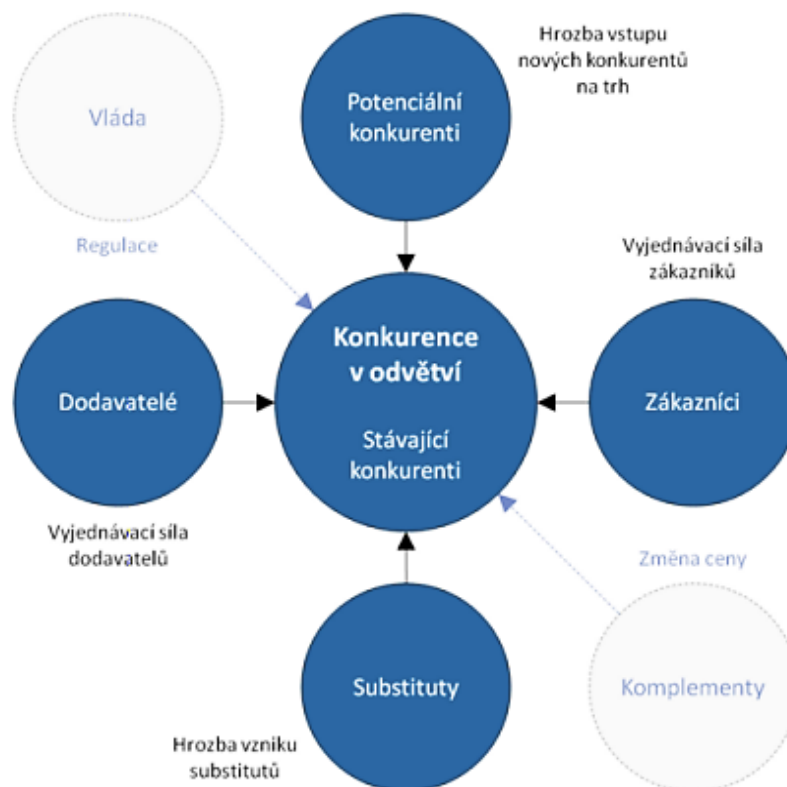 Hrozba vstupu
nových konkurentů
na trh
Vláda
Potenciální
konkurenti
Regulace
Vyjednávací síla
zákazníků
Konkurence
v odvětví
Dodavatelé
Zákazníci
Stávající
konkurenti
Vyjednávací síla
dodavatelů
Změna ceny
Substituty
Komplementy
Hrozba vzniku
substitutů